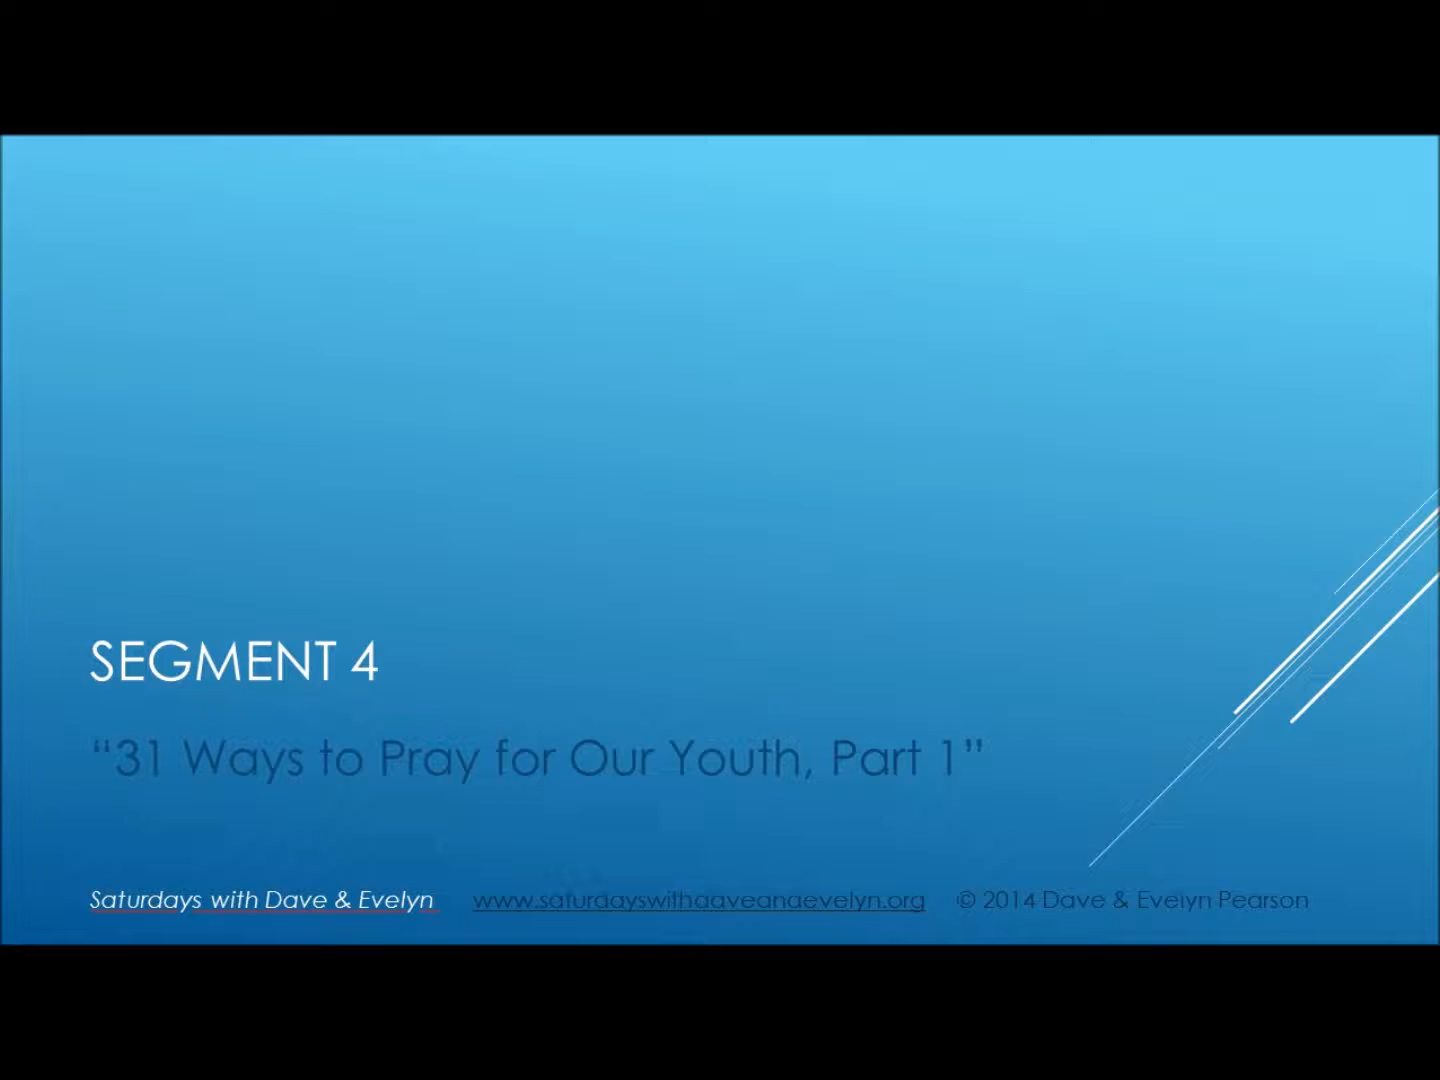 SEGMENT 4
“31 Ways to Pray for Our Youth, Part 1”
Saturdays with Dave & Evelyn www.saturdayswithdaveandevelyn.org © 2014 Dave & Evelyn Pearson